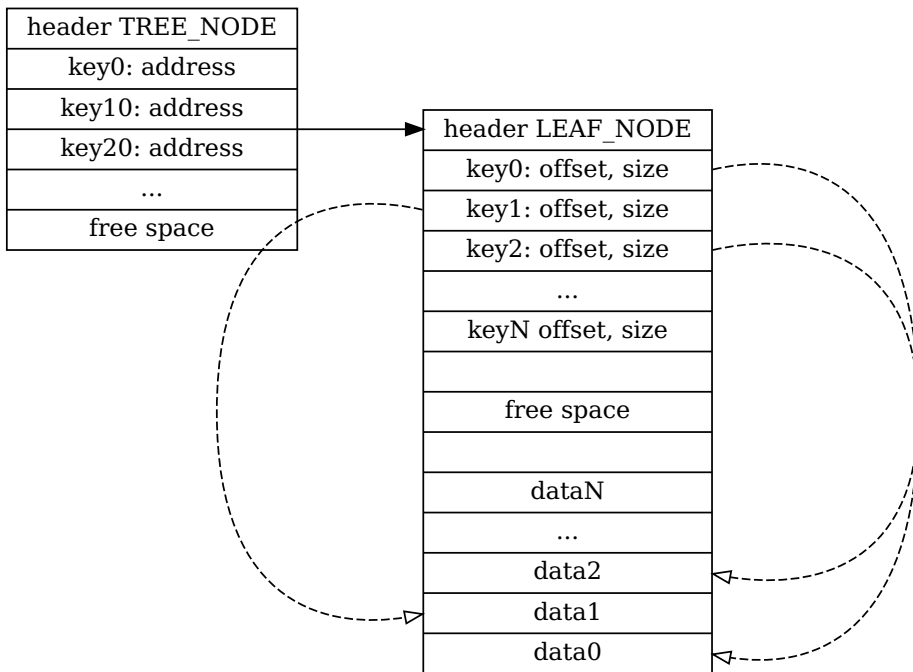 header TREE_NODE
key0: address
key10: address
key20: address
...
free space
header LEAF_NODE
key0: offset, size
key1: offset, size
key2: offset, size
...
keyN offset, size
free space
dataN
...
data2
data1
data0